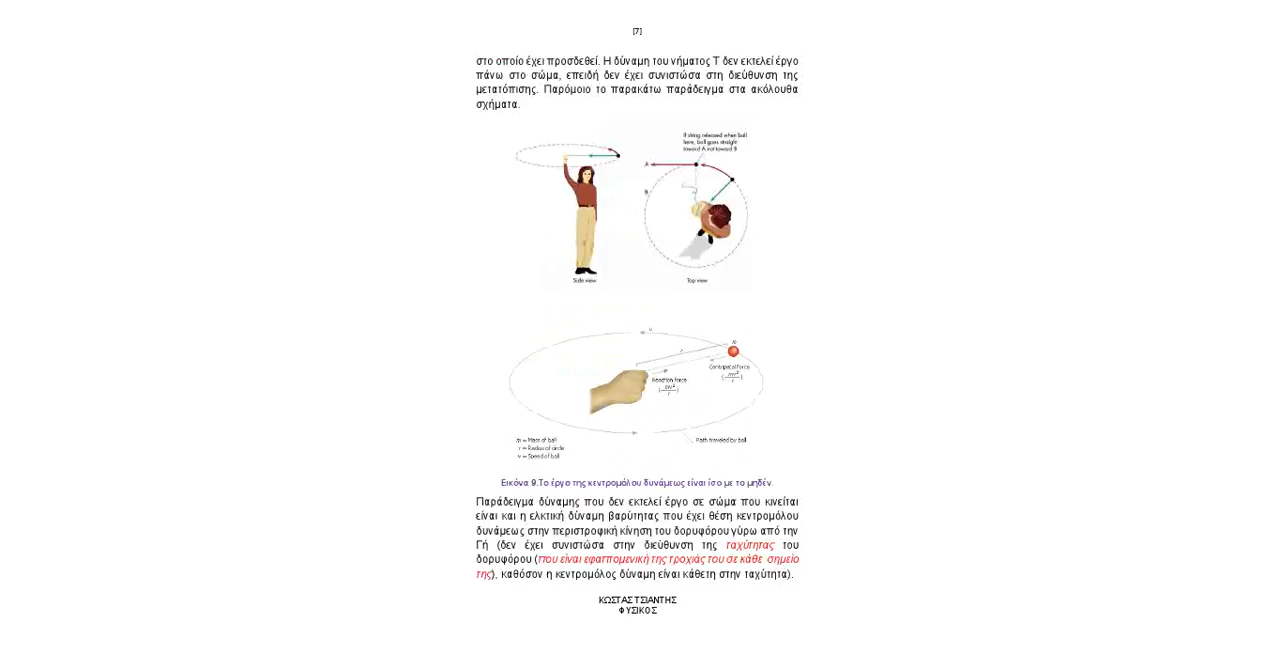 [7]
στο οποίο έχει προσδεθεί. Η δύναμη του νήματος Τ δεν εκτελεί έργο
πάνω στο σώμα, επειδή δεν έχει συνιστώσα στη διεύθυνση της
μετατόπισης. Παρόμοιο το παρακάτω παράδειγμα στα ακόλουθα
σχήματα.
If string released when ball
here, ball goes straight
toward A not toward B
A
B
Side view
Top view
v
r
m
Centripetal force
(mv²/r)
Reaction force
(mv²/r)
m = Mass of ball
r = Radius of circle
v = Speed of ball
Path traveled by ball
Εικόνα 9.Το έργο της κεντρομόλου δυνάμεως είναι ίσο με το μηδέν.
Παράδειγμα δύναμης που δεν εκτελεί έργο σε σώμα που κινείται
είναι και η ελκτική δύναμη βαρύτητας που έχει θέση κεντρομόλου
δυνάμεως στην περιστροφική κίνηση του δορυφόρου γύρω από την
Γή (δεν έχει συνιστώσα στην διεύθυνση της ταχύτητας του
δορυφόρου (που είναι εφαπτομενική της τροχιάς του σε κάθε σημείο
της), καθόσον η κεντρομόλος δύναμη είναι κάθετη στην ταχύτητα).
ΚΩΣΤΑΣ ΤΣΙΑΝΤΗΣ
ΦΥΣΙΚΟΣ